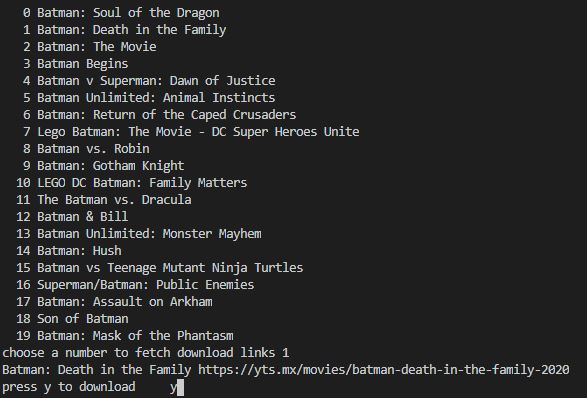 0 Batman: Soul of the Dragon
1 Batman: Death in the Family
2 Batman: The Movie
3 Batman Begins
4 Batman v Superman: Dawn of Justice
5 Batman Unlimited: Animal Instincts
6 Batman: Return of the Caped Crusaders
7 Lego Batman: The Movie - DC Super Heroes Unite
8 Batman vs. Robin
9 Batman: Gotham Knight
10 LEGO DC Batman: Family Matters
11 The Batman vs. Dracula
12 Batman & Bill
13 Batman Unlimited: Monster Mayhem
14 Batman: Hush
15 Batman vs Teenage Mutant Ninja Turtles
16 Superman/Batman: Public Enemies
17 Batman: Assault on Arkham
18 Son of Batman
19 Batman: Mask of the Phantasm
choose a number to fetch download links 1
Batman: Death in the Family https://yts.mx/movies/batman-death-in-the-family-2020
press y to download    y